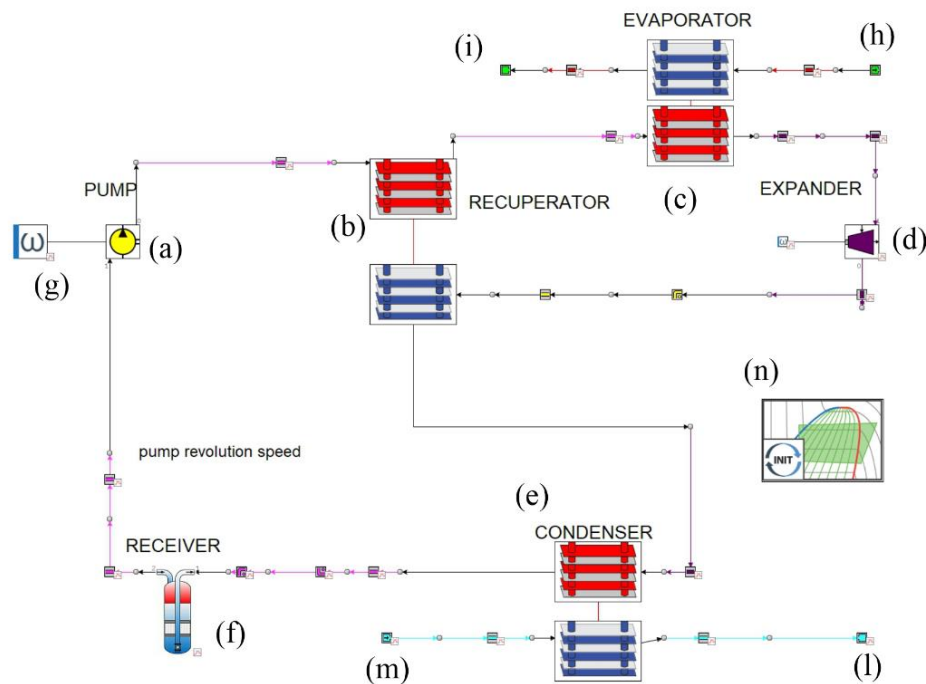 EVAPORATOR
(i)
(h)
PUMP
EXPANDER
RECUPERATOR
(c)
(b)
(a)
(d)
ω
(g)
(n)
INIT
pump revolution speed
(e)
RECEIVER
CONDENSER
(f)
(m)
(l)